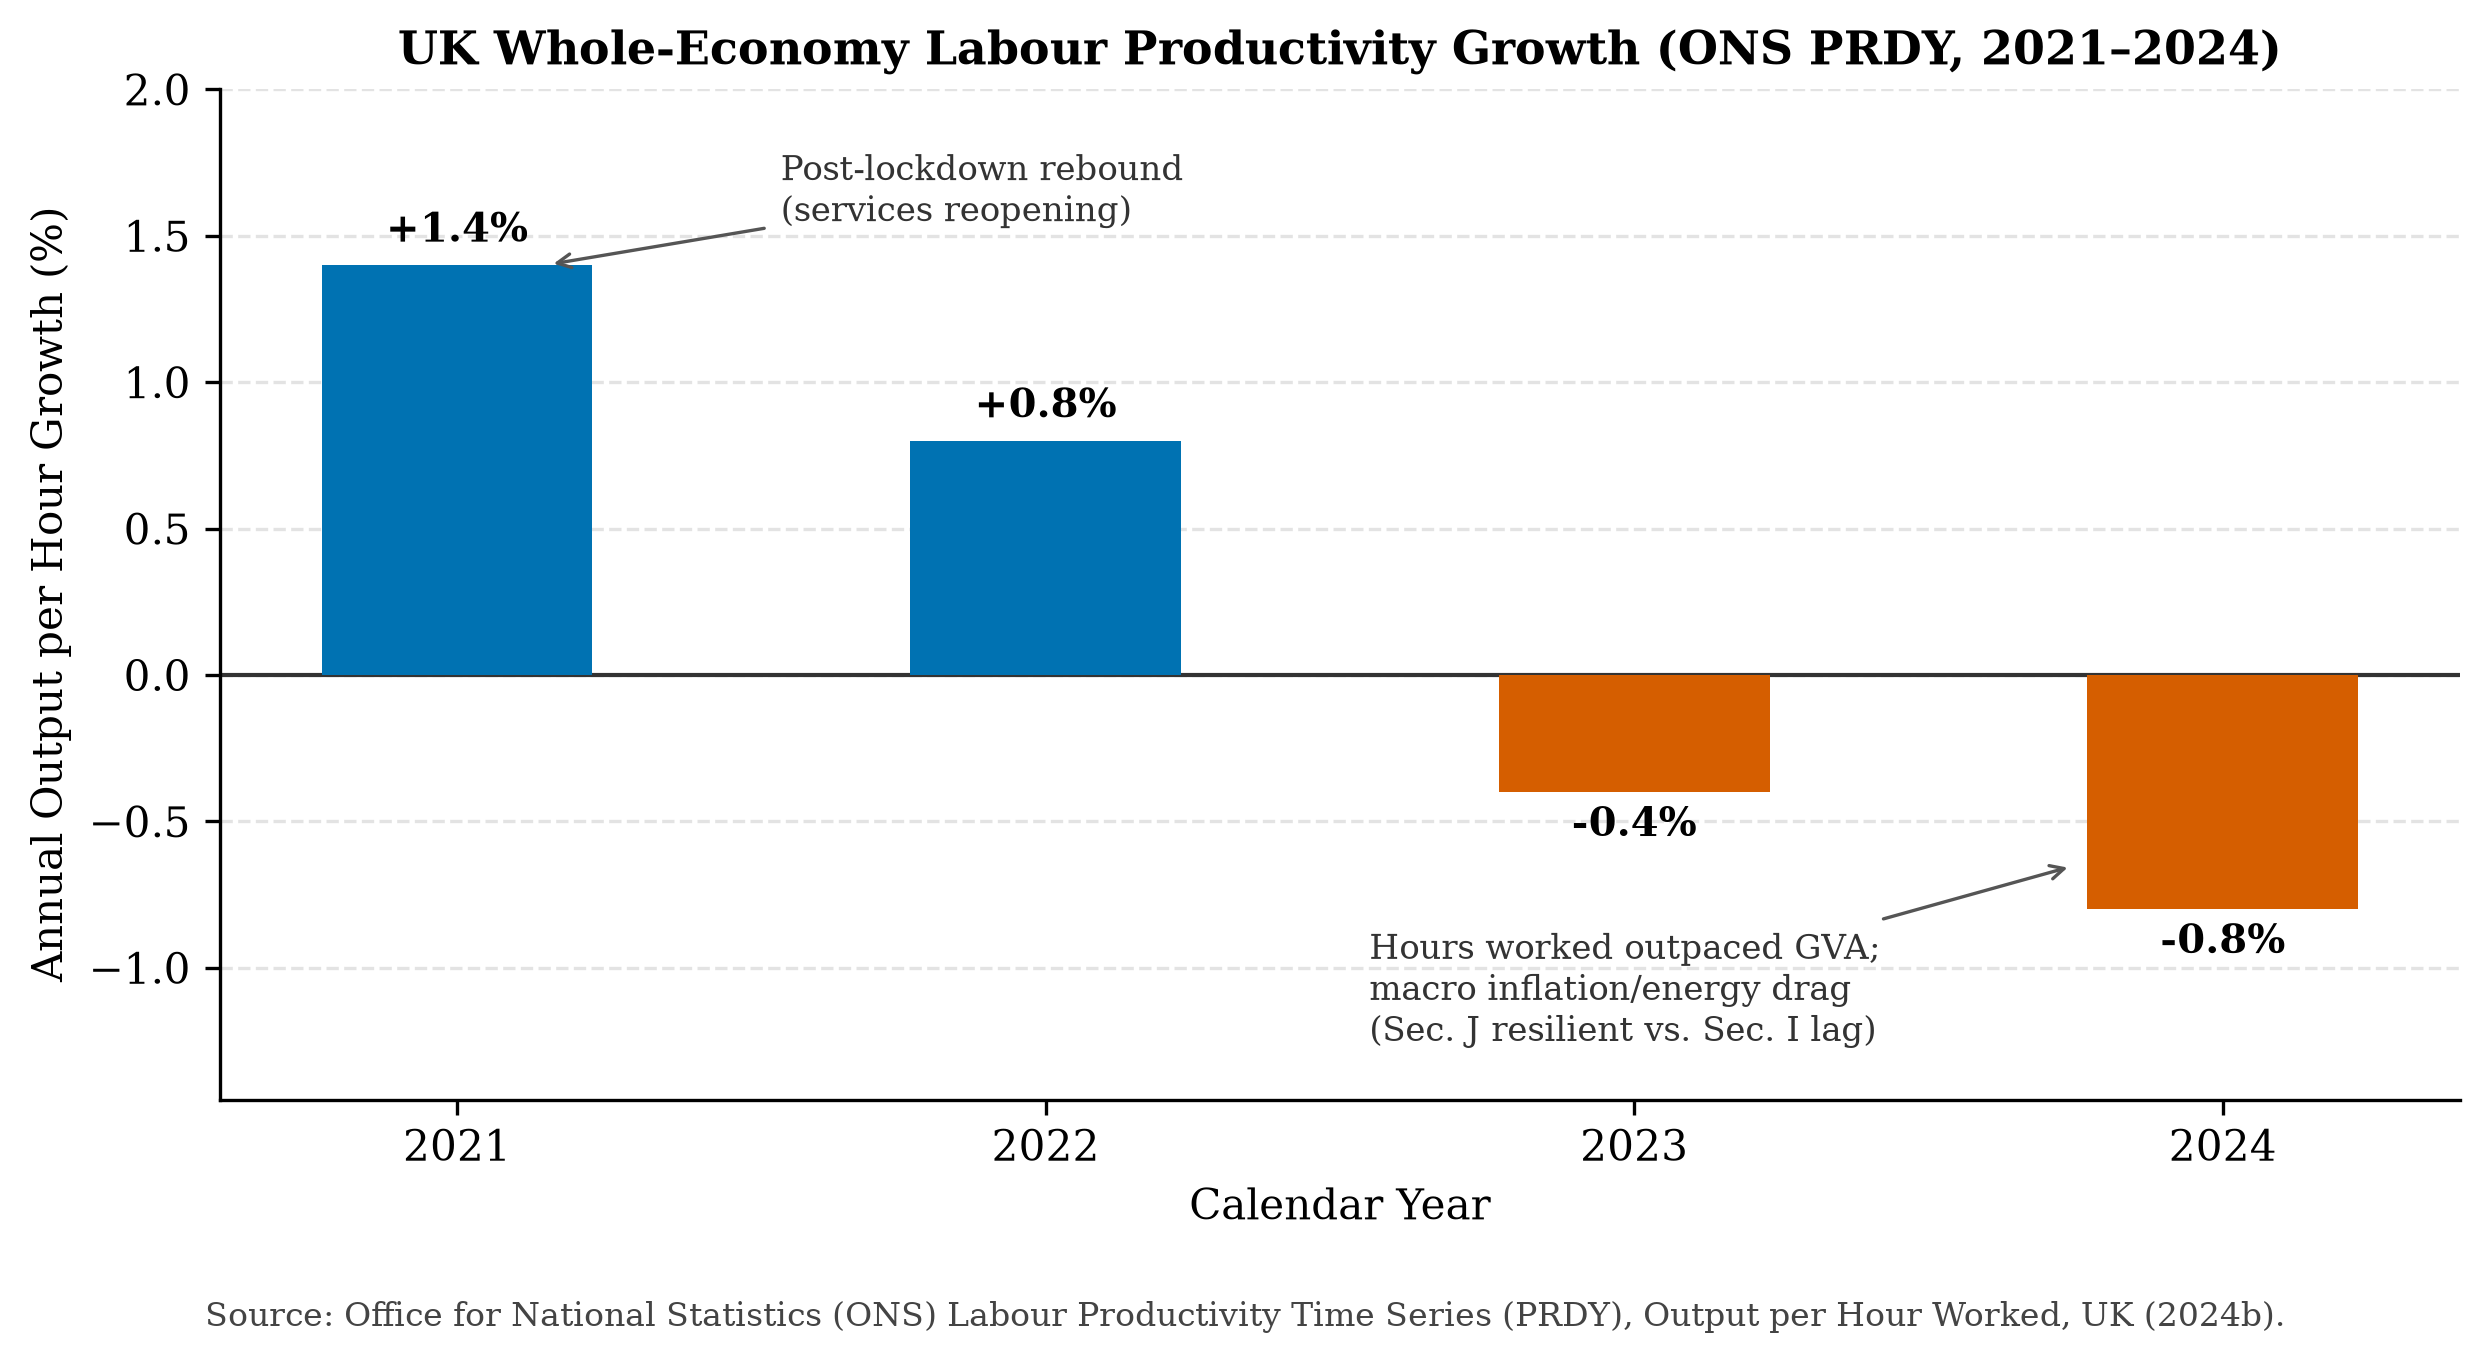 UK Whole-Economy Labour Productivity Growth (ONS PRDY, 2021–2024)
Annual Output per Hour Growth (%)
2.0
1.5
1.0
0.5
0.0
−0.5
−1.0
+1.4%
Post-lockdown rebound
(services reopening)
+0.8%
-0.4%
-0.8%
Hours worked outpaced GVA;
macro inflation/energy drag
(Sec. J resilient vs. Sec. I lag)
2021
2022
2023
2024
Calendar Year
Source: Office for National Statistics (ONS) Labour Productivity Time Series (PRDY), Output per Hour Worked, UK (2024b).